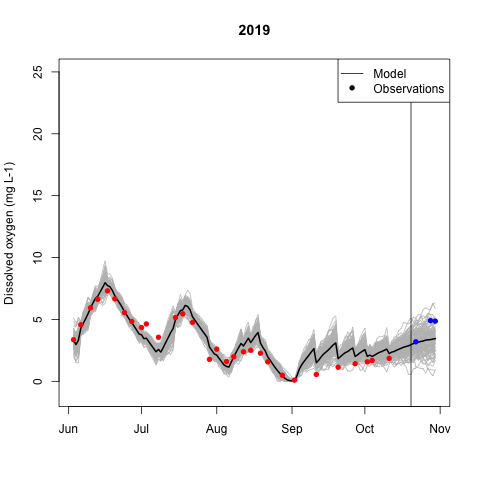 2019
Dissolved oxygen (mg L-1)
25
20
15
10
5
0
Model
Observations
Jun Jul Aug Sep Oct Nov